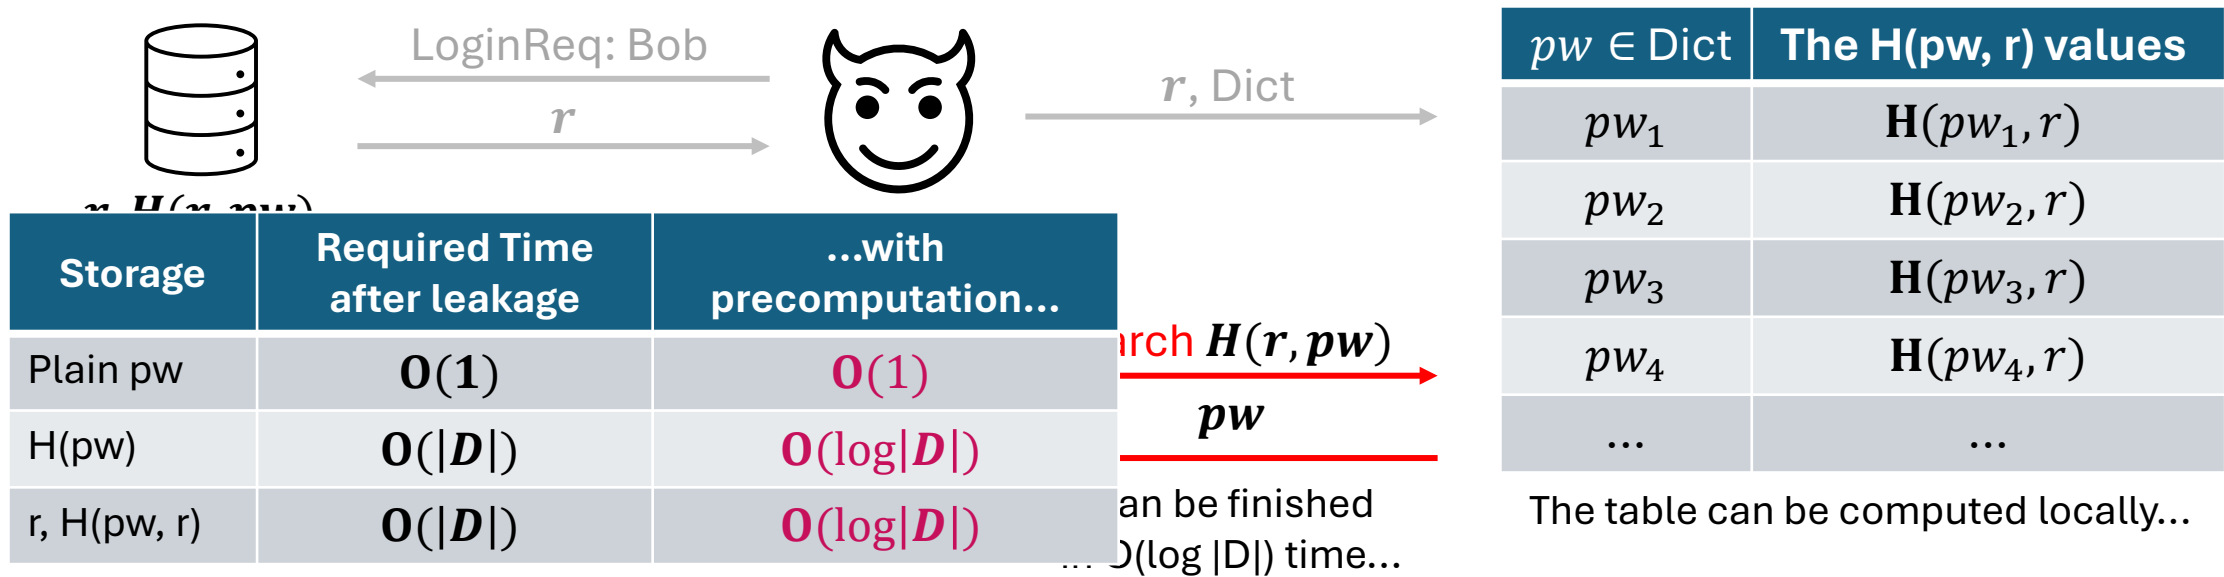 LoginReq: Bob
r
r, Dict
pw ∈ Dict The H(pw, r) values
pw₁ H(pw₁, r)
pw₂ H(pw₂, r)
pw₃ H(pw₃, r)
pw₄ H(pw₄, r)
... ...
The table can be computed locally...
r, H(r, pw)
Storage Required Time after leakage ...with precomputation...
Plain pw O(1) O(1)
H(pw) O(|D|) O(log|D|)
r, H(pw, r) O(|D|) O(log|D|)
H(r, pw)
pw
be finished
O(log |D|) time...